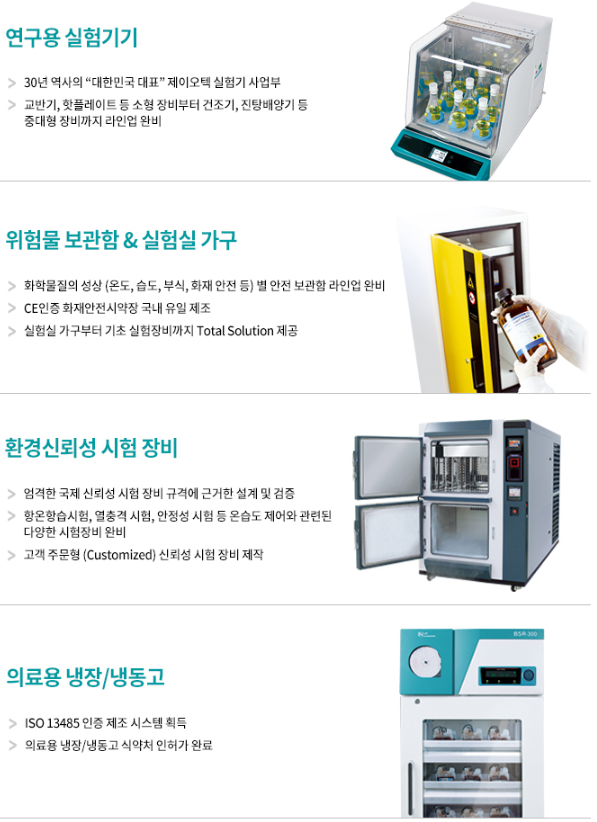 연구용 실험기기
30년 역사의 “대한민국 대표” 제이오텍 실험기 사업부
교반기, 핫플레이트 등 소형 장비부터 건조기, 진탕배양기 등
중대형 장비까지 라인업 완비
위험물 보관함 & 실험실 가구
화학물질의 성상 (온도, 습도, 부식, 화재 안전 등) 별 안전 보관함 라인업 완비
CE인증 화재안전시약장 국내 유일 제조
실험실 가구부터 기초 실험장비까지 Total Solution 제공
환경신뢰성 시험 장비
엄격한 국제 신뢰성 시험 장비 규격에 근거한 설계 및 검증
항온항습시험, 열충격 시험, 안정성 시험 등 온습도 제어와 관련된
다양한 시험장비 완비
고객 주문형 (Customized) 신뢰성 시험 장비 제작
의료용 냉장/냉동고
BSR-300
ISO 13485 인증 제조 시스템 획득
의료용 냉장/냉동고 식약처 인허가 완료